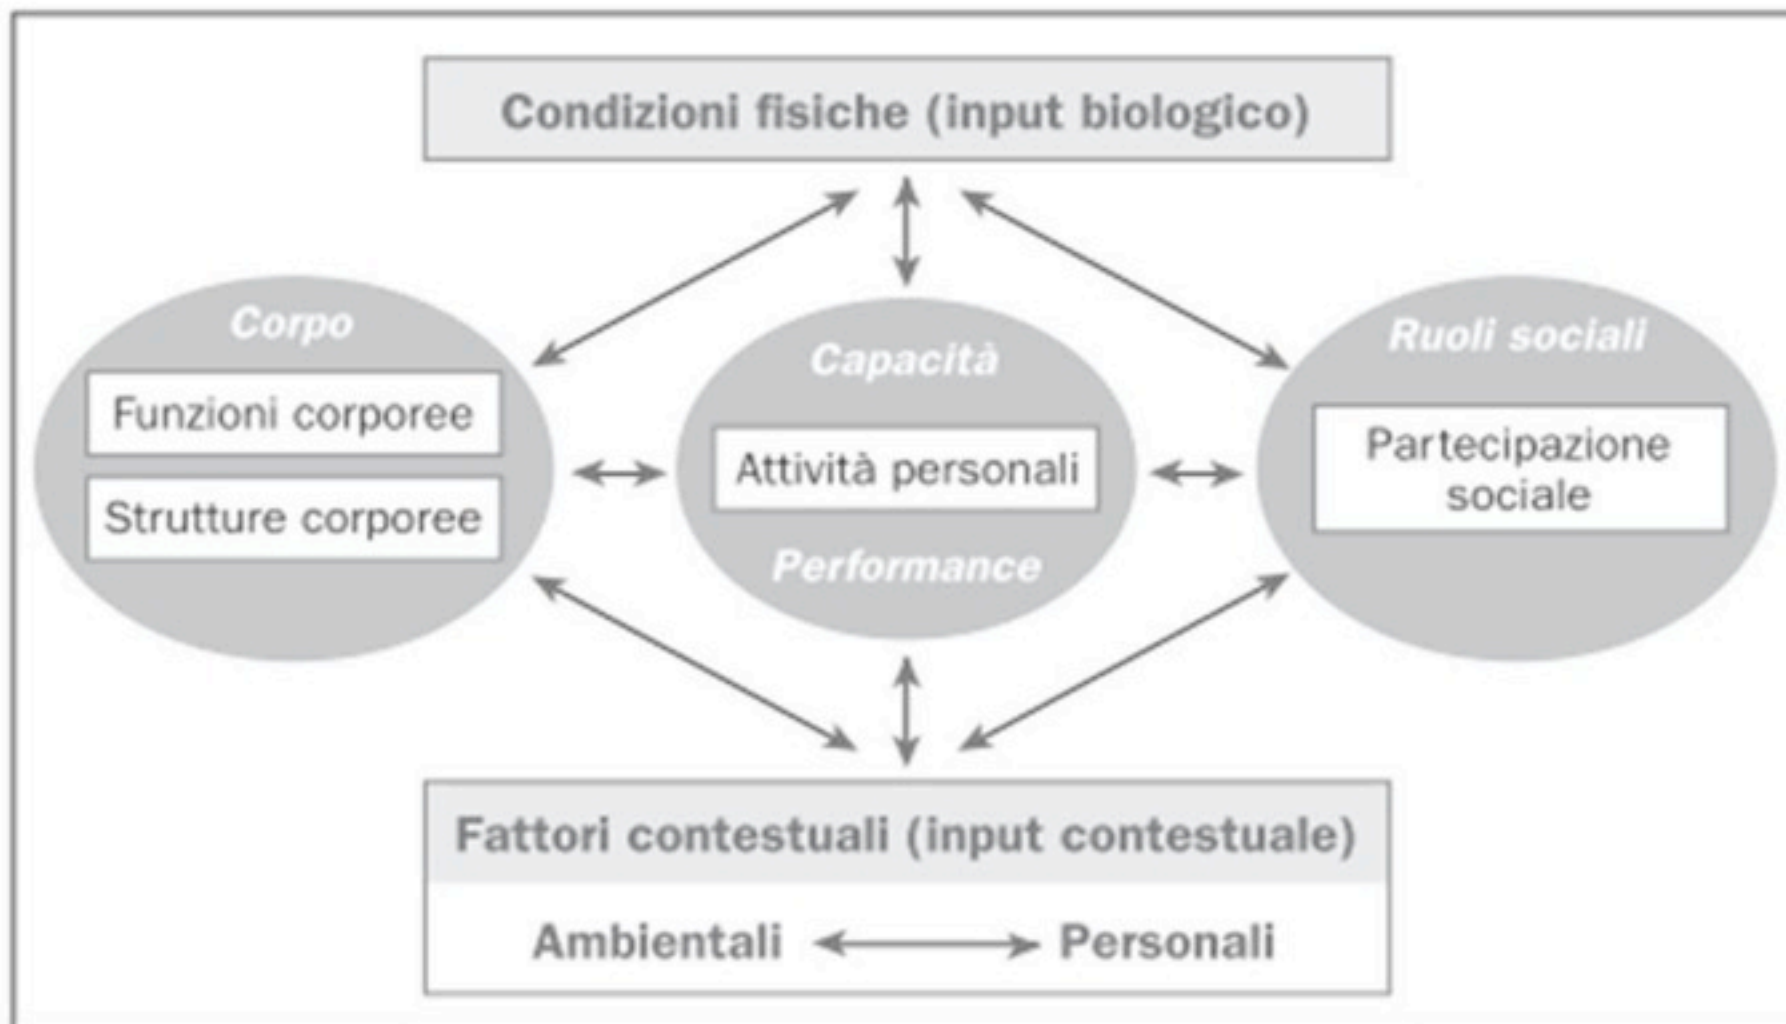 Condizioni fisiche (input biologico)
Corpo
Funzioni corporee
Strutture corporee
Capacità
Attività personali
Performance
Ruoli sociali
Partecipazione
sociale
Fattori contestuali (input contestuale)
Ambientali
Personali